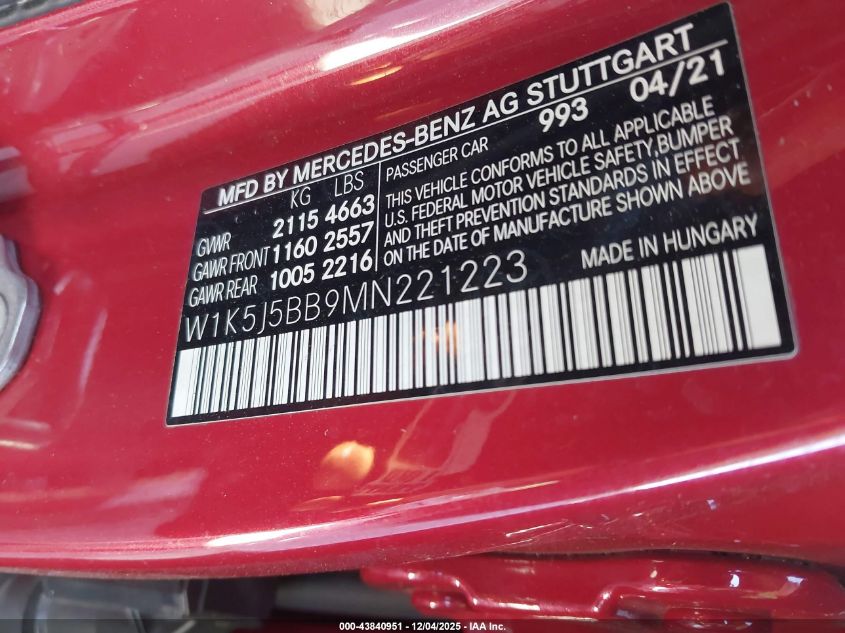 MFD BY MERCEDES-BENZ AG STUTTGART
KG LBS
GVWR 2115 4663
GAWR FRONT 1160 2557
GAWR REAR 1005 2216
PASSENGER CAR 993 04/21
THIS VEHICLE CONFORMS TO ALL APPLICABLE
U.S. FEDERAL MOTOR VEHICLE SAFETY, BUMPER
AND THEFT PREVENTION STANDARDS IN EFFECT
ON THE DATE OF MANUFACTURE SHOWN ABOVE
MADE IN HUNGARY
W1K5J5BB9MN221223
000-43840951 | 12/04/2025 - IAA Inc.